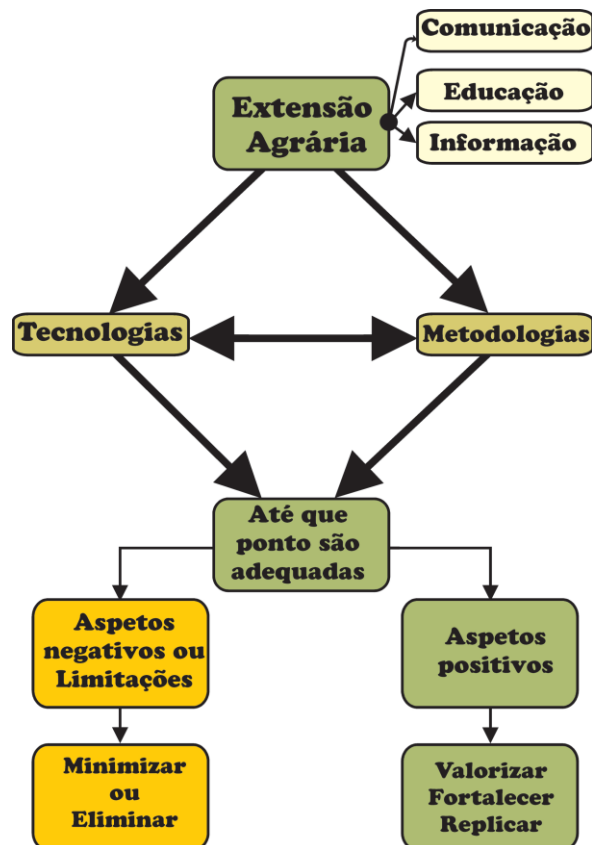 Comunicação
Extensão
Agrária
Educação
Informação
Tecnologias
Metodologias
Até que
ponto são
adequadas
Aspetos
negativos ou
Limitações
Aspetos
positivos
Minimizar
ou
Eliminar
Valorizar
Fortalecer
Replicar